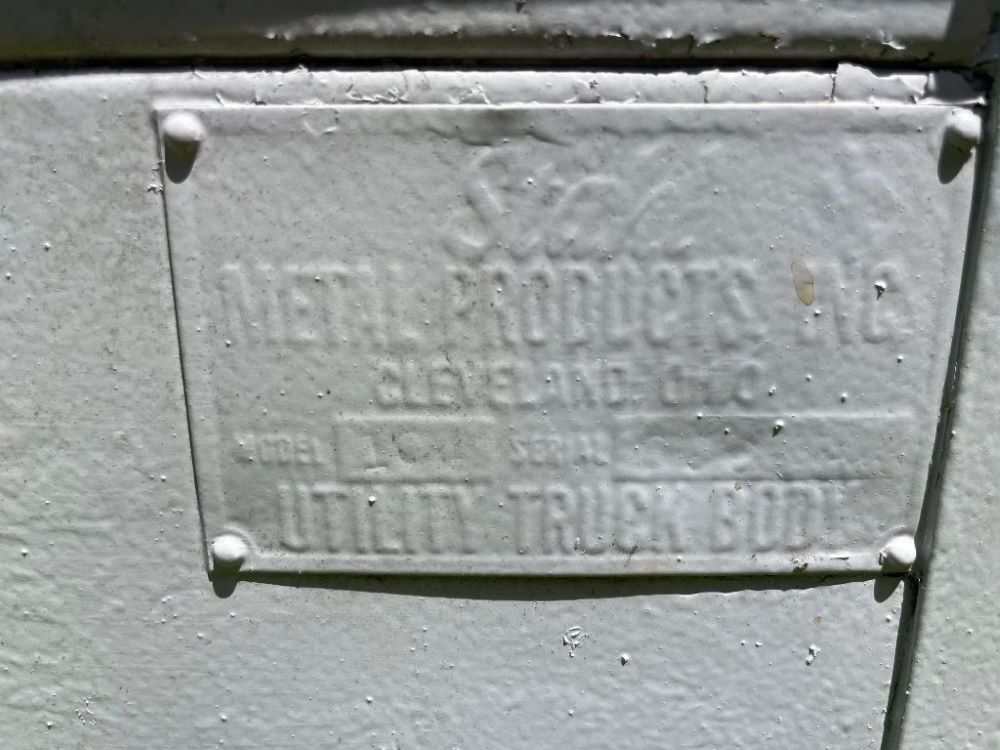 METAL PRODUCTS INC.
CLEVELAND, OHIO
MODEL SERIAL
UTILITY TRUCK BODY